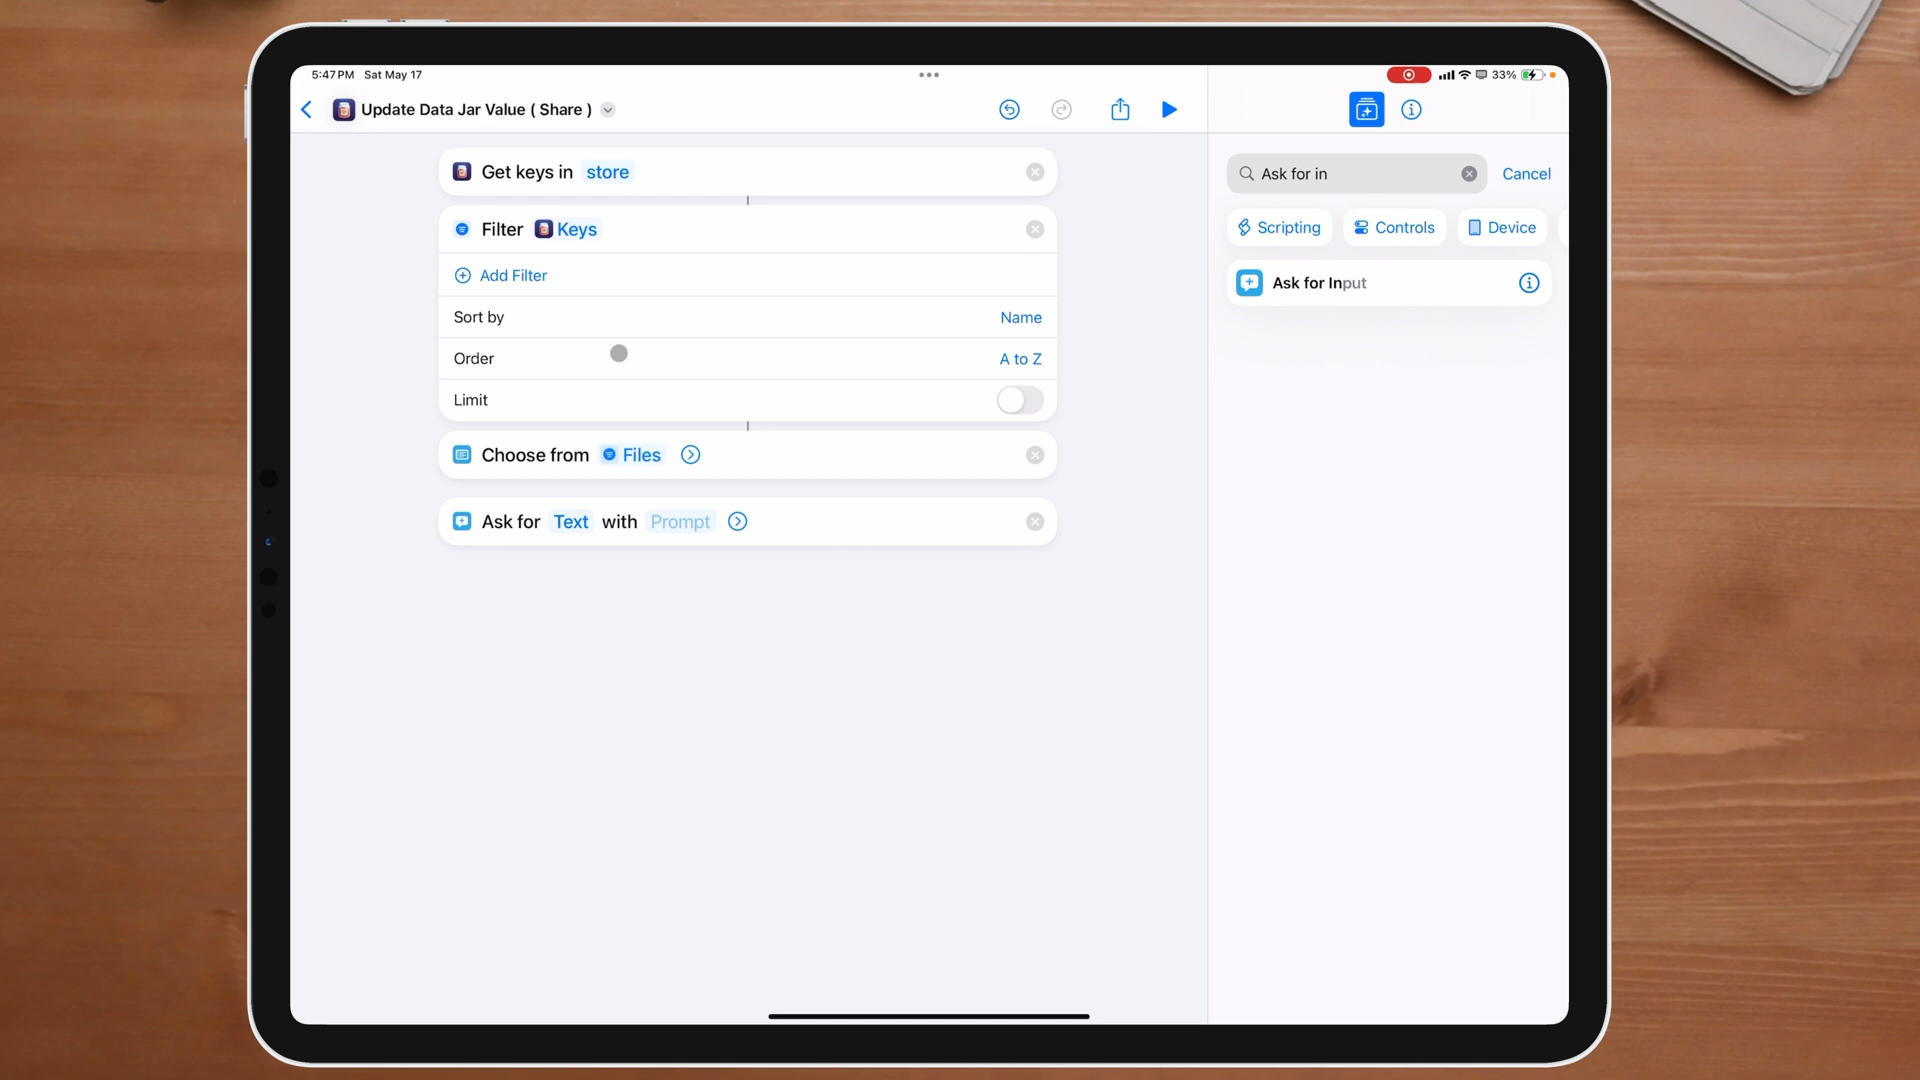 5:47 PM Sat May 17
33%
Update Data Jar Value ( Share )
Get keys in store
Filter Keys
Add Filter
Sort by Name
Order A to Z
Limit
Choose from Files
Ask for Text with Prompt
Ask for in
Cancel
Scripting Controls Device
Ask for Input